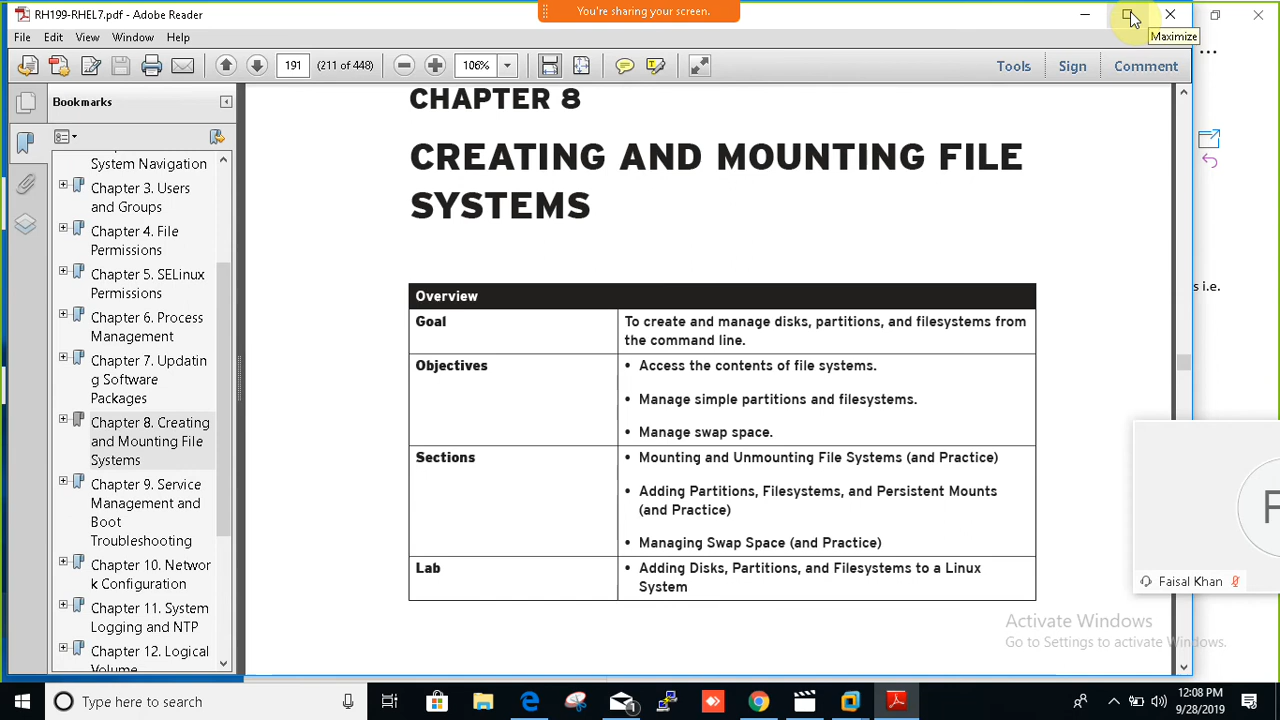 RH199-RHEL7.pdf - Adobe Reader
You're sharing your screen.
Maximize
File Edit View Window Help
191 (211 of 448) 106%
Tools Sign Comment
Bookmarks
System Navigation
Chapter 3. Users
and Groups
Chapter 4. File
Permissions
Chapter 5. SELinux
Permissions
Chapter 6. Process
Management
Chapter 7. Updatin
g Software
Packages
Chapter 8. Creating
and Mounting File
Systems
Chapter 9. Service
Management and
Boot
Troubleshooting
Chapter 10. Networ
k Configuration
Chapter 11. System
Logging and NTP
Chapter 12. Logical
Volume
CHAPTER 8
CREATING AND MOUNTING FILE
SYSTEMS
Overview
Goal
To create and manage disks, partitions, and filesystems from
the command line.
Objectives
• Access the contents of file systems.
• Manage simple partitions and filesystems.
• Manage swap space.
Sections
• Mounting and Unmounting File Systems (and Practice)
• Adding Partitions, Filesystems, and Persistent Mounts
(and Practice)
• Managing Swap Space (and Practice)
Lab
• Adding Disks, Partitions, and Filesystems to a Linux
System
s i.e.
F
Faisal Khan
Activate Windows
Go to Settings to activate Windows.
Type here to search
1
12:08 PM
9/28/2019